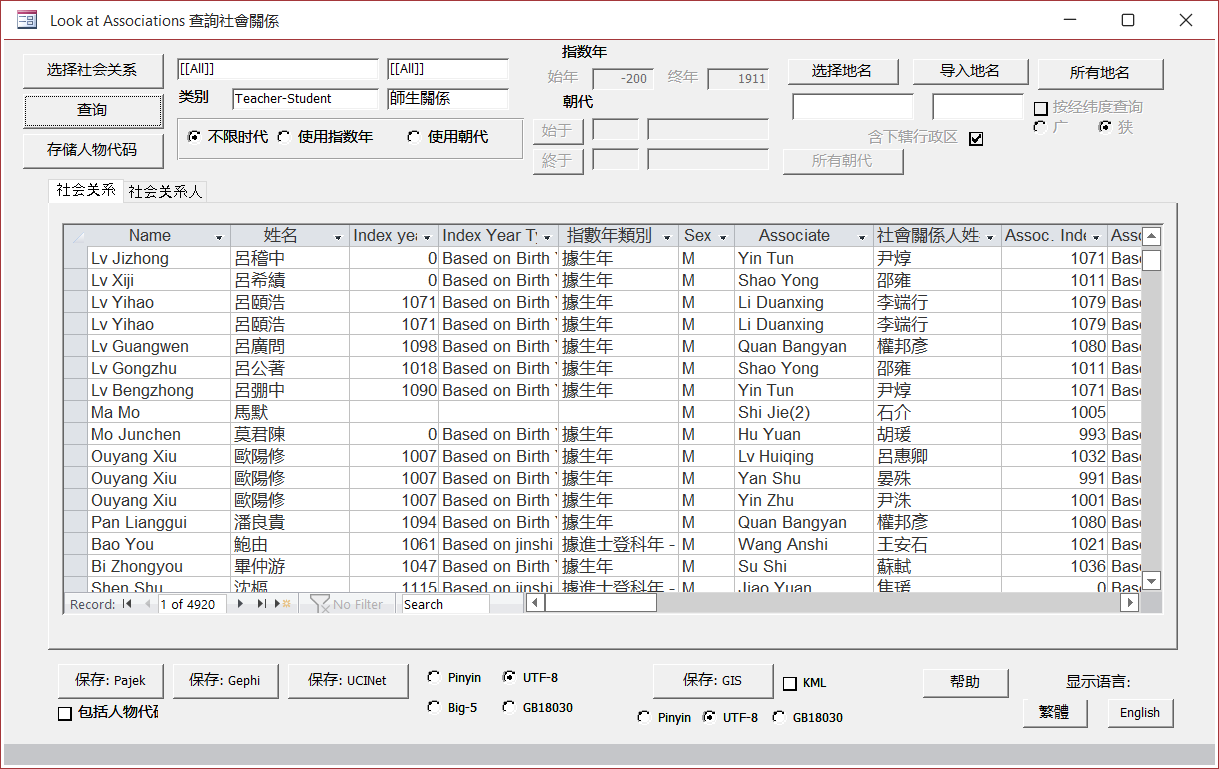 Look at Associations 查詢社會關係
选择社会关系 [[All]] [[All]]
查询
存储人物代码
类别 Teacher-Student 師生關係
不限时代 使用指数年 使用朝代
指数年
始年 -200 终年 1911
朝代
始于
終于
所有朝代
选择地名 导入地名 所有地名
按经纬度查询
广 狭
含下辖行政区
社会关系 社会关系人
Name 姓名 Index yea Index Year Ty 指數年類別 Sex Associate 社會關係人姓 Assoc. Inde Asso
Lv Jizhong 呂稽中 0 Based on Birth Y 據生年 M Yin Tun 尹焞 1071 Base
Lv Xiji 呂希績 0 Based on Birth Y 據生年 M Shao Yong 邵雍 1011 Base
Lv Yihao 呂頤浩 1071 Based on Birth Y 據生年 M Li Duanxing 李端行 1079 Base
Lv Yihao 呂頤浩 1071 Based on Birth Y 據生年 M Li Duanxing 李端行 1079 Base
Lv Guangwen 呂廣問 1098 Based on Birth Y 據生年 M Quan Bangyan 權邦彥 1080 Base
Lv Gongzhu 呂公著 1018 Based on Birth Y 據生年 M Shao Yong 邵雍 1011 Base
Lv Bengzhong 呂弸中 1090 Based on Birth Y 據生年 M Yin Tun 尹焞 1071 Base
Ma Mo 馬默 M Shi Jie(2) 石介 1005
Mo Junchen 莫君陳 0 Based on Birth Y 據生年 M Hu Yuan 胡瑗 993 Base
Ouyang Xiu 歐陽修 1007 Based on Birth Y 據生年 M Lv Huiqing 呂惠卿 1032 Base
Ouyang Xiu 歐陽修 1007 Based on Birth Y 據生年 M Yan Shu 晏殊 991 Base
Ouyang Xiu 歐陽修 1007 Based on Birth Y 據生年 M Yin Zhu 尹洙 1001 Base
Pan Lianggui 潘良貴 1094 Based on Birth Y 據生年 M Quan Bangyan 權邦彥 1080 Base
Bao You 鮑由 1061 Based on jinshi 據進士登科年 - M Wang Anshi 王安石 1021 Base
Bi Zhongyou 畢仲游 1047 Based on Birth Y 據生年 M Su Shi 蘇軾 1036 Base
Shen Shu 沈樞 1115 Based on jinshi 據進士登科年 - M Jiao Yuan 焦瑗 0 Base
Record: 1 of 4920 No Filter Search
保存: Pajek 保存: Gephi 保存: UCINet
包括人物代码
Pinyin UTF-8
Big-5 GB18030
保存: GIS KML
Pinyin UTF-8 GB18030
帮助
显示语言:
繁體 English